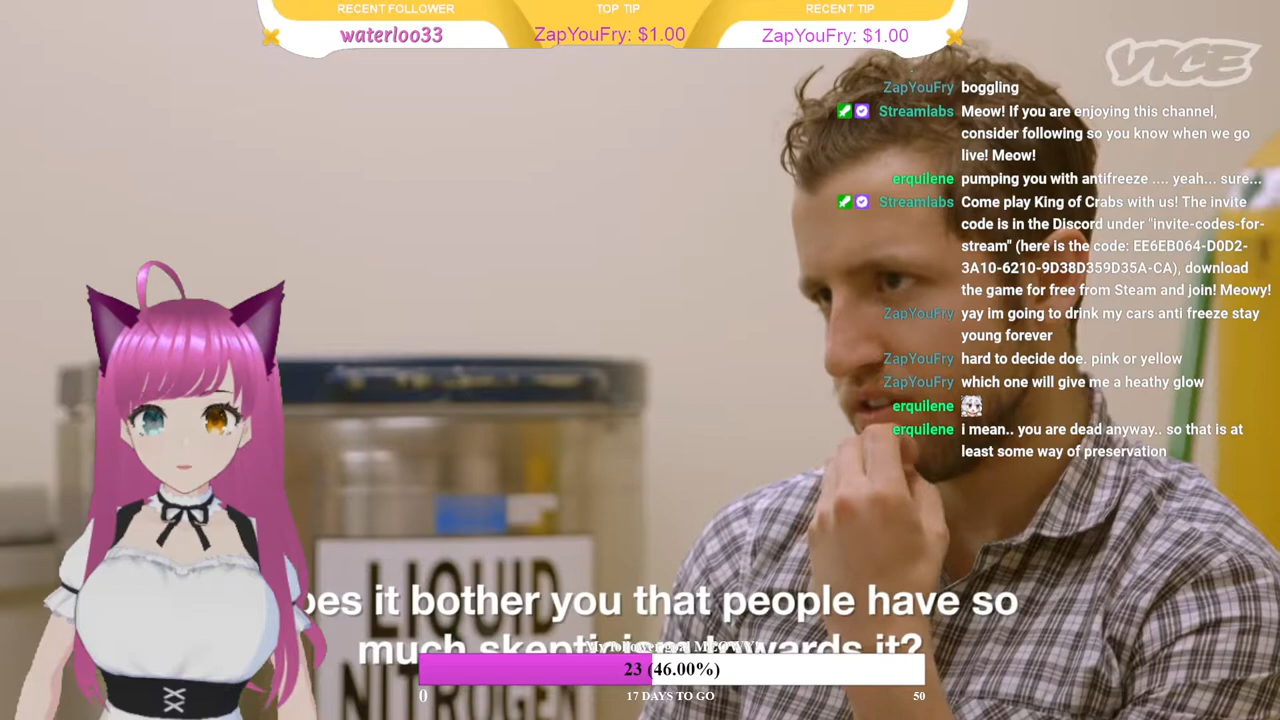 RECENT FOLLOWER
TOP TIP
RECENT TIP
waterloo33
ZapYouFry: $1.00
ZapYouFry: $1.00
VICE
ZapYouFry boggling
Streamlabs Meow! If you are enjoying this channel,
consider following so you know when we go
live! Meow!
erquilene pumping you with antifreeze .... yeah... sure...
Streamlabs Come play King of Crabs with us! The invite
code is in the Discord under "invite-codes-for-
stream" (here is the code: EE6EB064-D0D2-
3A10-6210-9D38D359D35A-CA), download
the game for free from Steam and join! Meowy!
ZapYouFry yay im going to drink my cars anti freeze stay
young forever
ZapYouFry hard to decide doe. pink or yellow
ZapYouFry which one will give me a heathy glow
erquilene
erquilene i mean.. you are dead anyway.. so that is at
least some way of preservation
LIQUID
NITROGEN
oes it bother you that people have so
much skepticism towards it?
My follower goal MEOWY!
23 (46.00%)
0
17 DAYS TO GO
50